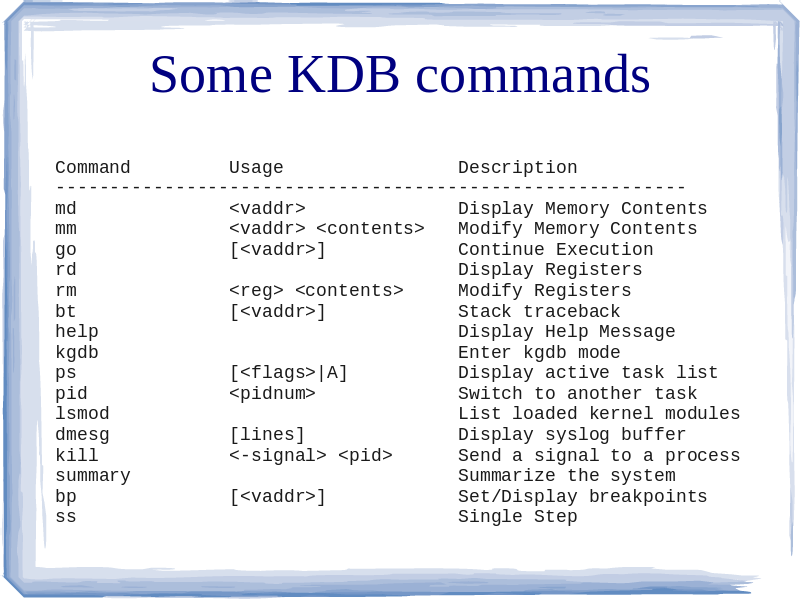 Some KDB commands
Command         Usage                Description
----------------------------------------------------------
md              <vaddr>              Display Memory Contents
mm              <vaddr> <contents>   Modify Memory Contents
go              [<vaddr>]            Continue Execution
rd                                   Display Registers
rm              <reg> <contents>     Modify Registers
bt              [<vaddr>]            Stack traceback
help                                 Display Help Message
kgdb                                 Enter kgdb mode
ps              [<flags>|A]          Display active task list
pid             <pidnum>             Switch to another task
lsmod                                List loaded kernel modules
dmesg           [lines]              Display syslog buffer
kill            <-signal> <pid>      Send a signal to a process
summary                              Summarize the system
bp              [<vaddr>]            Set/Display breakpoints
ss                                   Single Step